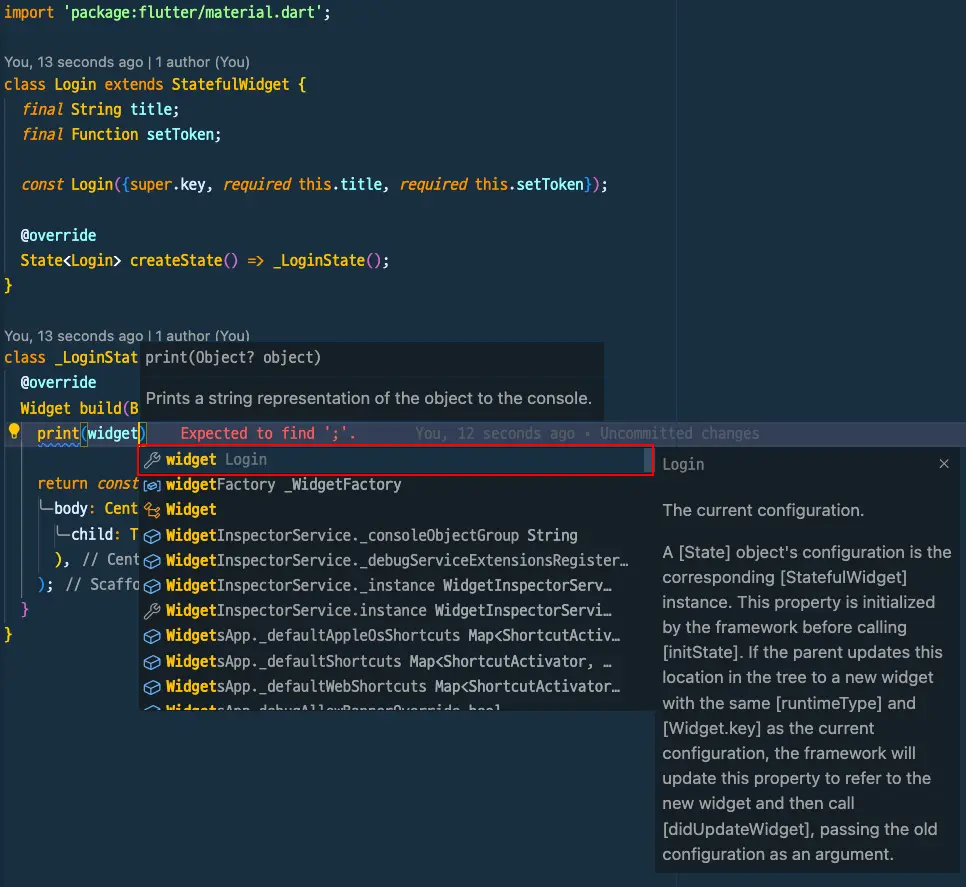 import 'package:flutter/material.dart';
You, 13 seconds ago | 1 author (You)
class Login extends StatefulWidget {
final String title;
final Function setToken;
const Login({super.key, required this.title, required this.setToken});
@override
State<Login> createState() => _LoginState();
}
You, 13 seconds ago | 1 author (You)
class _LoginStat
@override
Widget build(B
print(widget) Expected to find ';'. You, 12 seconds ago • Uncommitted changes
return const
body: Cent
child: T
), // Cent
); // Scaffo
}
}
print(Object? object)
Prints a string representation of the object to the console.
widget Login
widgetFactory _WidgetFactory
Widget
WidgetInspectorService._consoleObjectGroup String
WidgetInspectorService._debugServiceExtensionsRegister…
WidgetInspectorService._instance WidgetInspectorServ…
WidgetInspectorService.instance WidgetInspectorServi…
WidgetsApp._defaultAppleOsShortcuts Map<ShortcutActiv…
WidgetsApp._defaultShortcuts Map<ShortcutActivator, …
WidgetsApp._defaultWebShortcuts Map<ShortcutActivator…
WidgetsApp.debugAllowBannerOverride bool
Login
The current configuration.
A [State] object's configuration is the
corresponding [StatefulWidget]
instance. This property is initialized
by the framework before calling
[initState]. If the parent updates this
location in the tree to a new widget
with the same [runtimeType] and
[Widget.key] as the current
configuration, the framework will
update this property to refer to the
new widget and then call
[didUpdateWidget], passing the old
configuration as an argument.